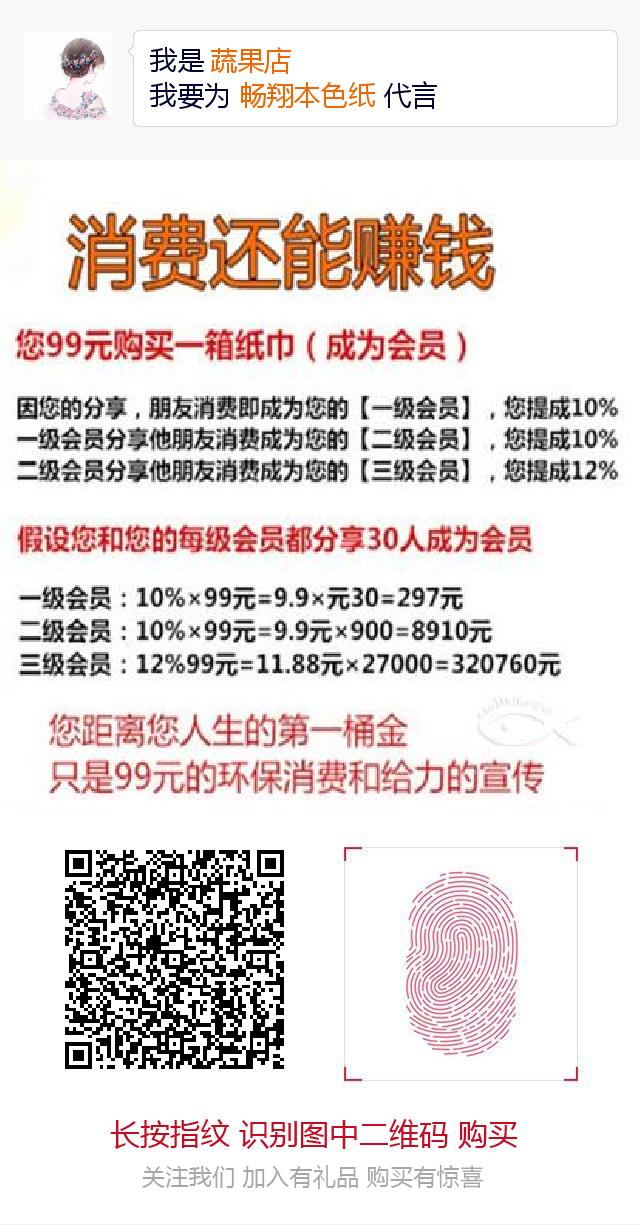 我是 蔬果店
我要为 畅翔本色纸 代言
消费还能赚钱
您99元购买一箱纸巾（成为会员）
因您的分享，朋友消费即成为您的【一级会员】，您提成10%
一级会员分享他朋友消费成为您的【二级会员】，您提成10%
二级会员分享他朋友消费成为您的【三级会员】，您提成12%
假设您和您的每级会员都分享30人成为会员
一级会员：10%×99元=9.9×元30=297元
二级会员：10%×99元=9.9元×900=8910元
三级会员：12%99元=11.88元×27000=320760元
您距离您人生的第一桶金
只是99元的环保消费和给力的宣传
长按指纹 识别图中二维码 购买
关注我们 加入有礼品 购买有惊喜